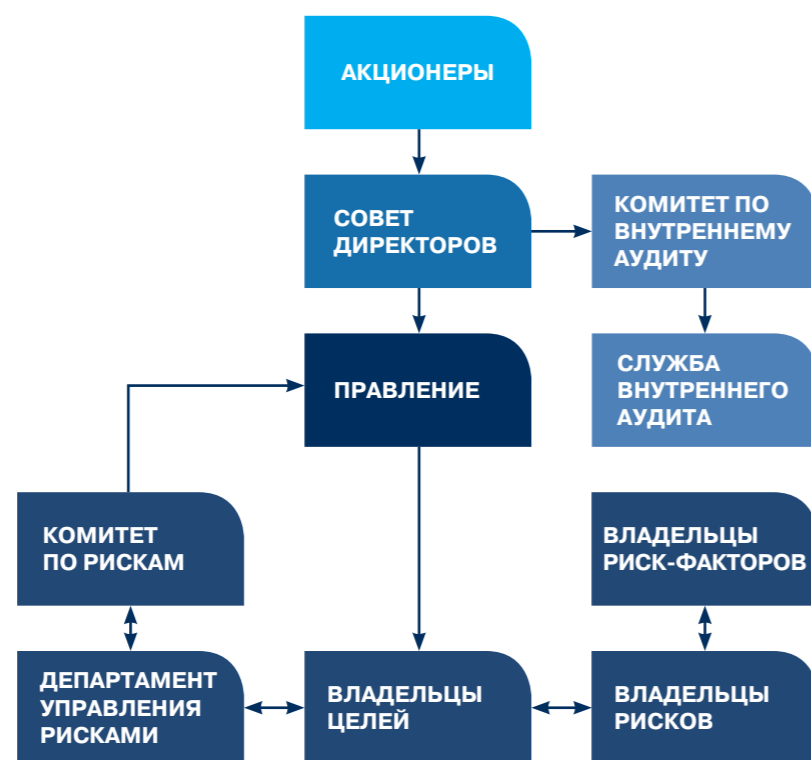 АКЦИОНЕРЫ
СОВЕТ
ДИРЕКТОРОВ
КОМИТЕТ ПО
ВНУТРЕННЕМУ
АУДИТУ
ПРАВЛЕНИЕ
СЛУЖБА
ВНУТРЕННЕГО
АУДИТА
КОМИТЕТ
ПО РИСКАМ
ВЛАДЕЛЬЦЫ
РИСК-ФАКТОРОВ
ДЕПАРТАМЕНТ
УПРАВЛЕНИЯ
РИСКАМИ
ВЛАДЕЛЬЦЫ
ЦЕЛЕЙ
ВЛАДЕЛЬЦЫ
РИСКОВ